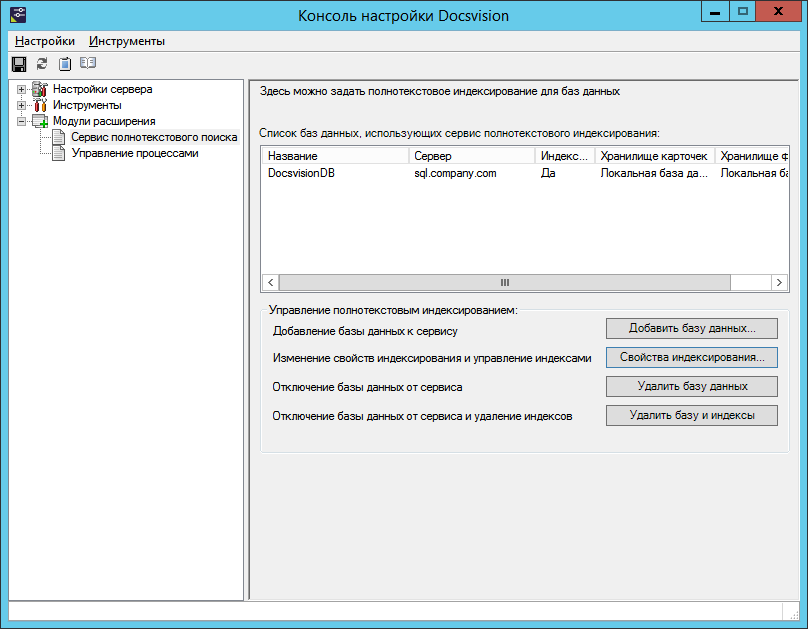 Консоль настройки Docsvision
Настройки Инструменты
Настройки сервера
Инструменты
Модули расширения
Сервис полнотекстового поиска
Управление процессами
Здесь можно задать полнотекстовое индексирование для баз данных
Список баз данных, использующих сервис полнотекстового индексирования:
Название Сервер Индекс... Хранилище карточек Хранилище ф
DocsvisionDB sql.company.com Да Локальная база да... Локальная ба
Управление полнотекстовым индексированием:
Добавление базы данных к сервису Добавить базу данных...
Изменение свойств индексирования и управление индексами Свойства индексирования...
Отключение базы данных от сервиса Удалить базу данных
Отключение базы данных от сервиса и удаление индексов Удалить базу и индексы